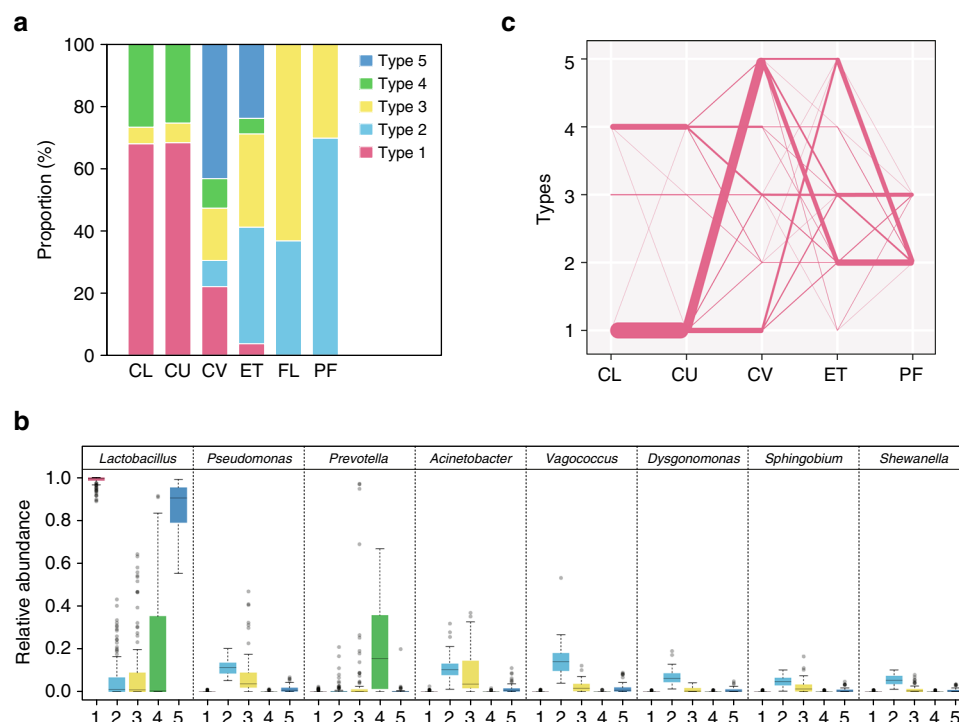 a
100
80
60
40
20
0
Proportion (%)
Type 5
Type 4
Type 3
Type 2
Type 1
CL CU CV ET FL PF
c
5
4
3
2
1
Types
CL CU CV ET PF
b
Lactobacillus Pseudomonas Prevotella Acinetobacter Vagococcus Dysgonomonas Sphingobium Shewanella
1.0
0.8
0.6
0.4
0.2
0.0
Relative abundance
1 2 3 4 5 1 2 3 4 5 1 2 3 4 5 1 2 3 4 5 1 2 3 4 5 1 2 3 4 5 1 2 3 4 5 1 2 3 4 5